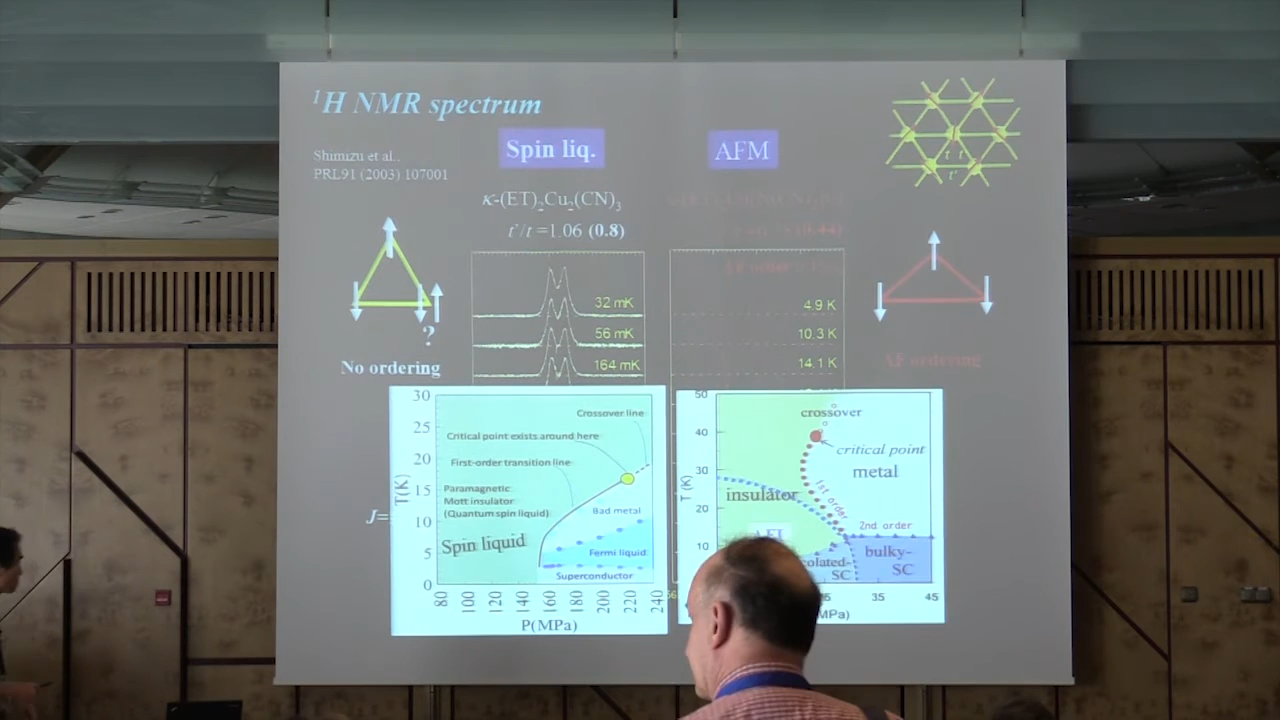 ¹H NMR spectrum
Shimizu et al.,
PRL91 (2003) 107001
Spin liq.
AFM
κ-(ET)₂Cu₂(CN)₃
t'/t =1.06 (0.8)
t t
t'
32 mK
56 mK
164 mK
4.9 K
10.3 K
14.1 K
?
No ordering
AF ordering
J=
30
25
20
15
10
5
0
T(K)
Crossover line
Critical point exists around here
First-order transition line
Paramagnetic
Mott insulator
(Quantum spin liquid)
Spin liquid
Bad metal
Fermi liquid
Superconductor
80 100 120 140 160 180 200 220 240
P(MPa)
50
40
30
20
10
T (K)
crossover
critical point
metal
insulator
1st order
2nd order
bulky-
SC
SC
35 45
MPa)